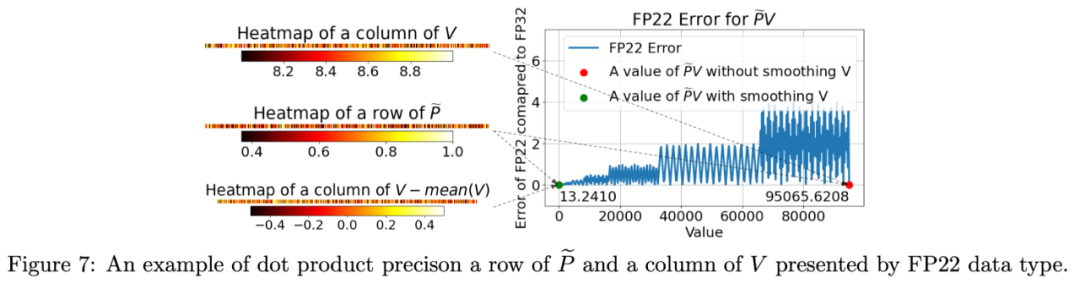 Heatmap of a column of V
8.2 8.4 8.6 8.8
Heatmap of a row of P̃
0.4 0.6 0.8 1.0
Heatmap of a column of V − mean(V)
−0.4 −0.2 0.0 0.2 0.4
FP22 Error for P̃V
Error of FP22 comapred to FP32
6
4
2
0
FP22 Error
A value of P̃V without smoothing V
A value of P̃V with smoothing V
13.2410 95065.6208
0 20000 40000 60000 80000
Value
Figure 7: An example of dot product precison a row of P̃ and a column of V presented by FP22 data type.